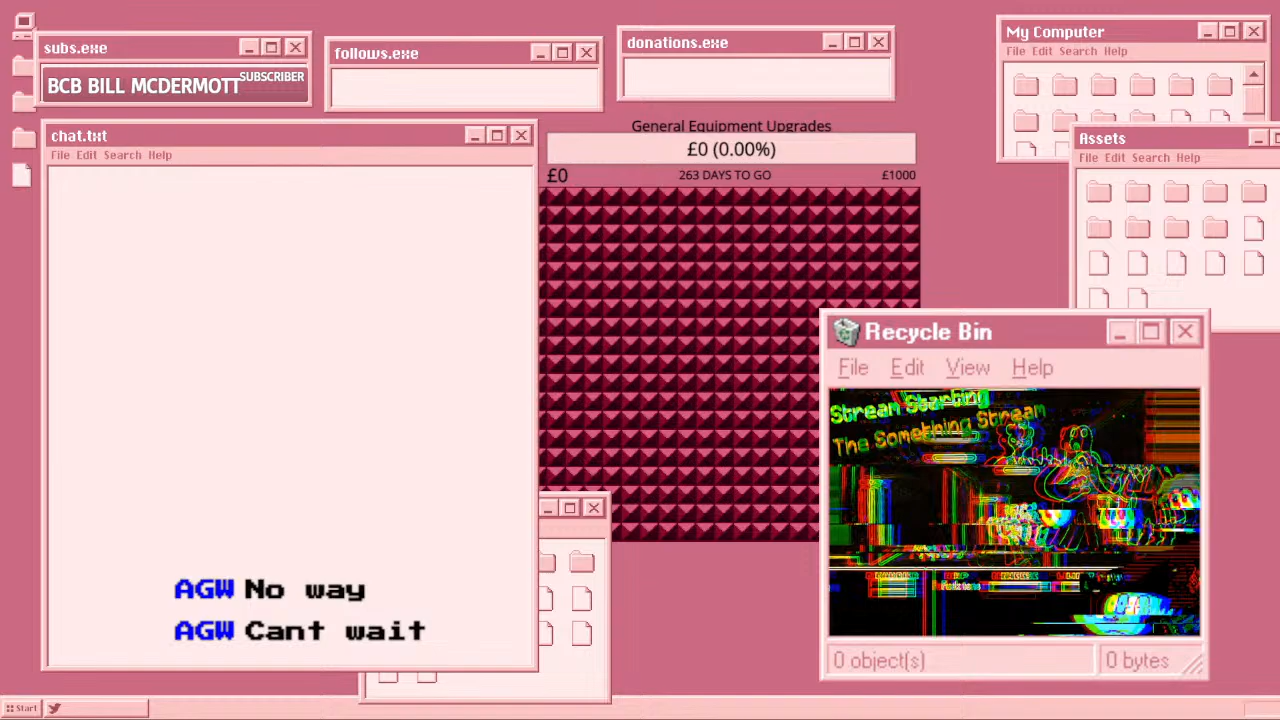 subs.exe
BCB BILL MCDERMOTT SUBSCRIBER
follows.exe
donations.exe
My Computer
File Edit Search Help
Assets
File Edit Search Help
chat.txt
File Edit Search Help
General Equipment Upgrades
£0 (0.00%)
£0 263 DAYS TO GO £1000
Recycle Bin
File Edit View Help
Stream Starting
The Something Stream
AGW No way
AGW Cant wait
0 object(s) 0 bytes
Start